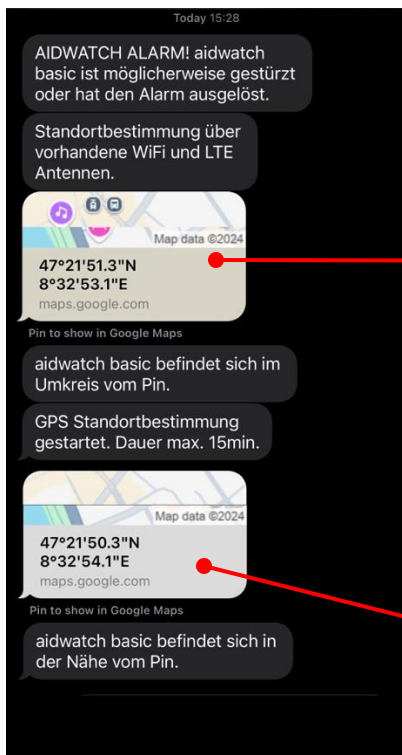 Today 15:28
AIDWATCH ALARM! aidwatch
basic ist möglicherweise gestürzt
oder hat den Alarm ausgelöst.
Standortbestimmung über
vorhandene WiFi und LTE
Antennen.
Map data ©2024
47°21'51.3"N
8°32'53.1"E
maps.google.com
Pin to show in Google Maps
aidwatch basic befindet sich im
Umkreis vom Pin.
GPS Standortbestimmung
gestartet. Dauer max. 15min.
Map data ©2024
47°21'50.3"N
8°32'54.1"E
maps.google.com
Pin to show in Google Maps
aidwatch basic befindet sich in
der Nähe vom Pin.